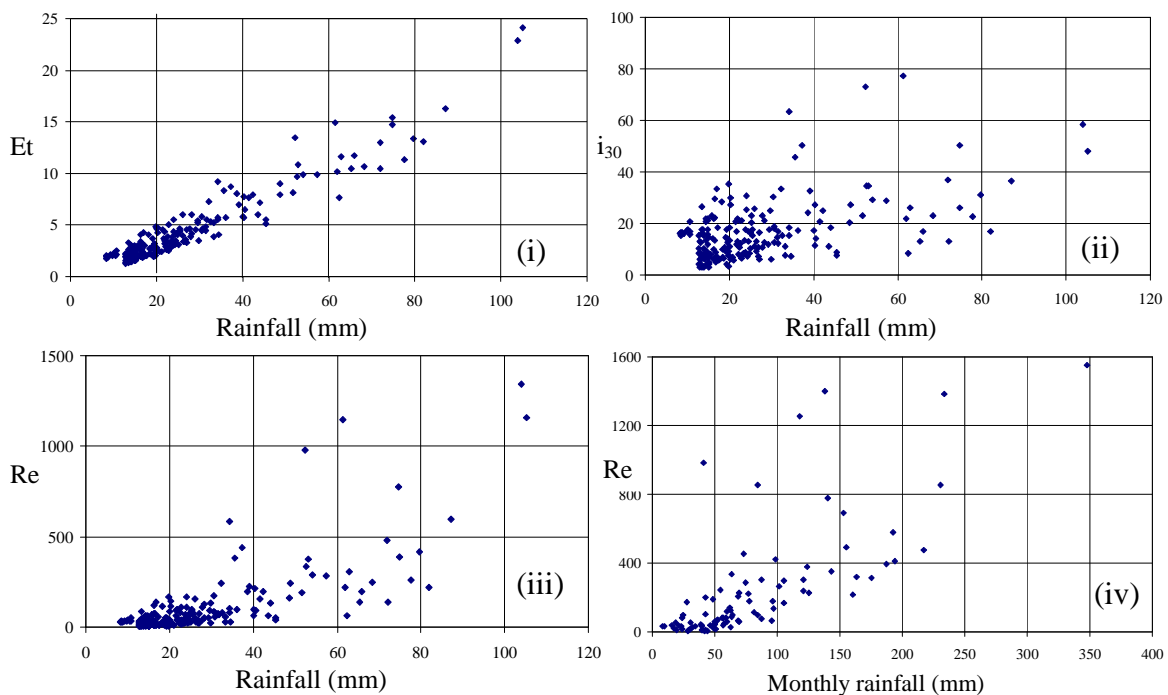 25
20
15
Et
10
5
0
0 20 40 60 80 100 120
Rainfall (mm)
(i)
100
80
60
i30
40
20
0
0 20 40 60 80 100 120
Rainfall (mm)
(ii)
1500
1000
Re
500
0
0 20 40 60 80 100 120
Rainfall (mm)
(iii)
1600
1200
Re
800
400
0
0 50 100 150 200 250 300 350 400
Monthly rainfall (mm)
(iv)